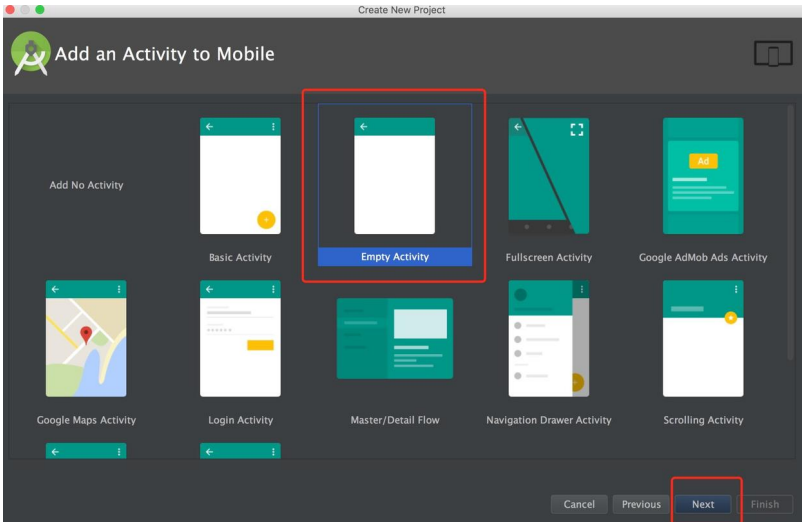 Create New Project
Add an Activity to Mobile
Add No Activity
Basic Activity
Empty Activity
Ad
Fullscreen Activity
Google AdMob Ads Activity
Google Maps Activity
Login Activity
Master/Detail Flow
Navigation Drawer Activity
Scrolling Activity
Cancel
Previous
Next
Finish